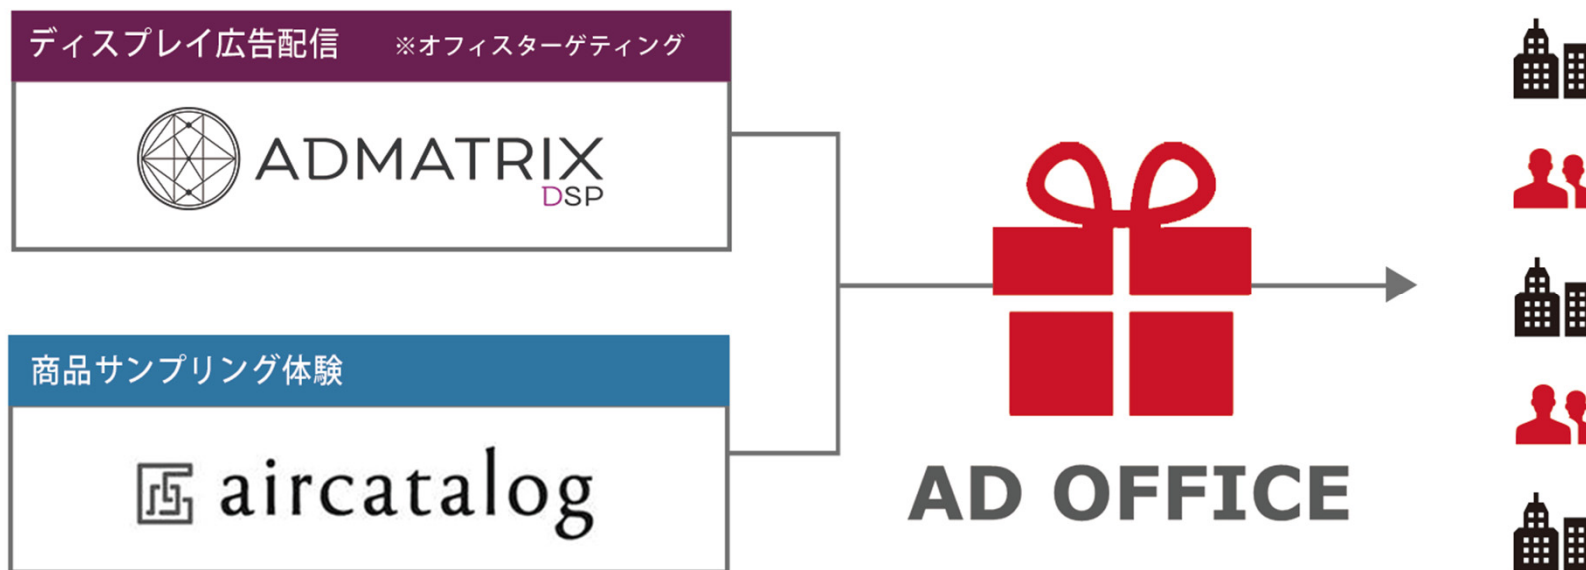 ディスプレイ広告配信 ※オフィスターゲティング
ADMATRIX
DSP
商品サンプリング体験
aircatalog
AD OFFICE